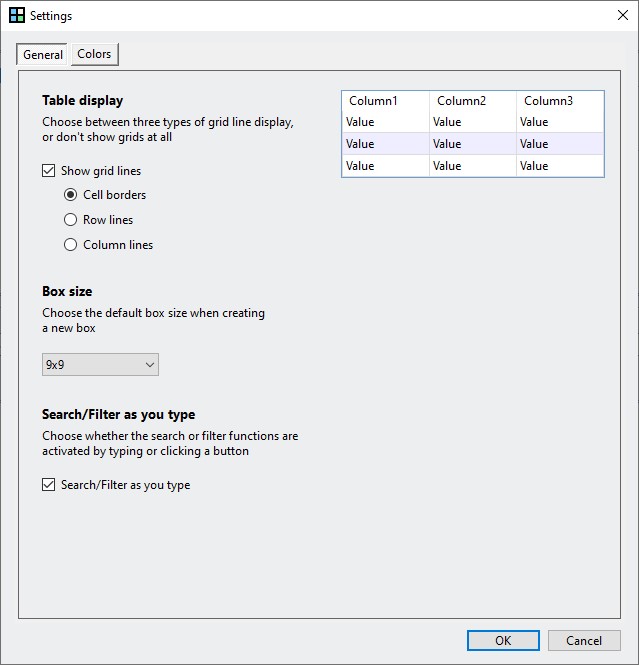 Settings
General Colors
Table display
Choose between three types of grid line display,
or don't show grids at all
Show grid lines
Cell borders
Row lines
Column lines
Column1 Column2 Column3
Value Value Value
Value Value Value
Value Value Value
Box size
Choose the default box size when creating
a new box
9x9
Search/Filter as you type
Choose whether the search or filter functions are
activated by typing or clicking a button
Search/Filter as you type
OK Cancel